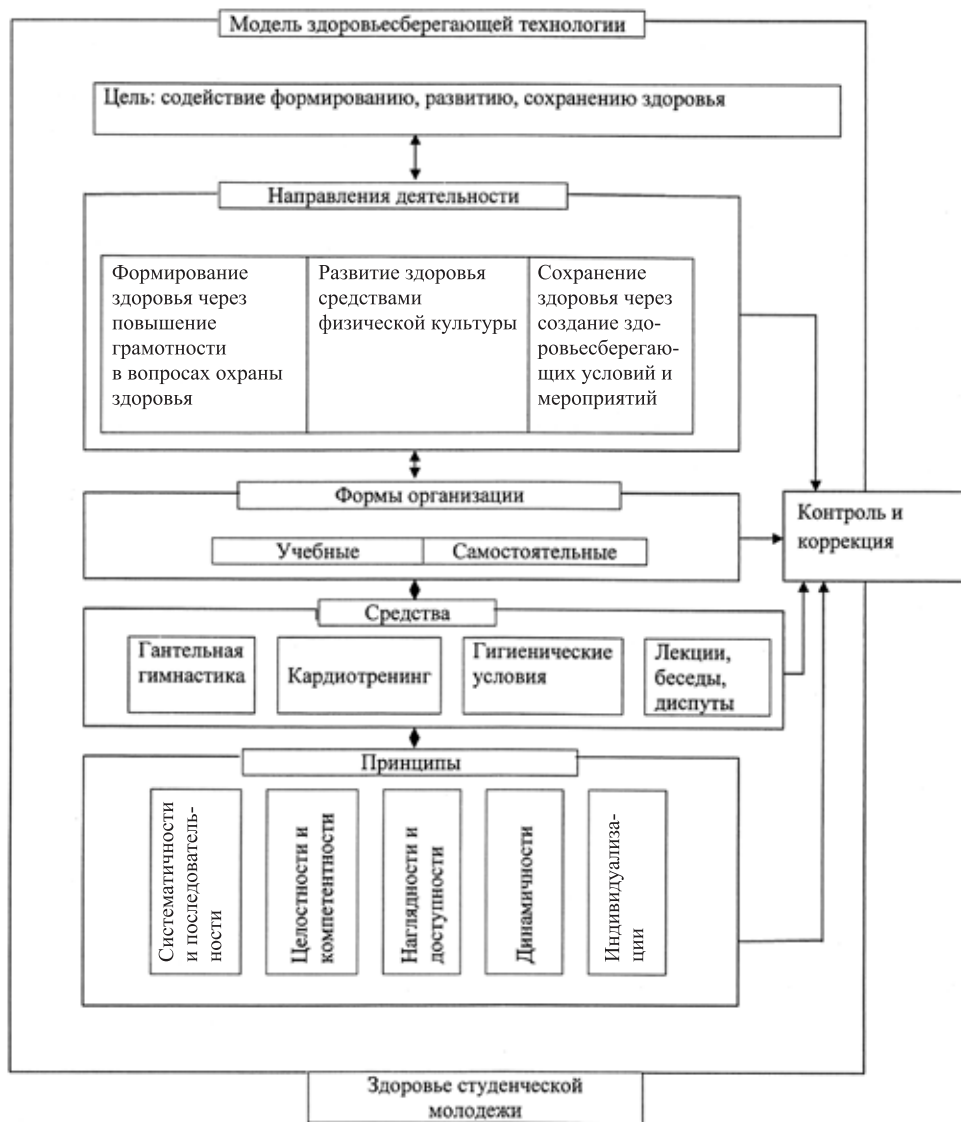 Модель здоровьесберегающей технологии
Цель: содействие формированию, развитию, сохранению здоровья
Направления деятельности
Формирование
здоровья через
повышение
грамотности
в вопросах охраны
здоровья
Развитие здоровья
средствами
физической культуры
Сохранение
здоровья через
создание здо-
ровьесберегаю-
щих условий и
мероприятий
Формы организации
Учебные
Самостоятельные
Контроль и
коррекция
Средства
Гантельная
гимнастика
Кардиотренинг
Гигиенические
условия
Лекции,
беседы,
диспуты
Принципы
Систематичности
и последователь-
ности
Целостности и
компетентности
Наглядности и
доступности
Динамичности
Индивидуализа-
ции
Здоровье студенческой
молодежи